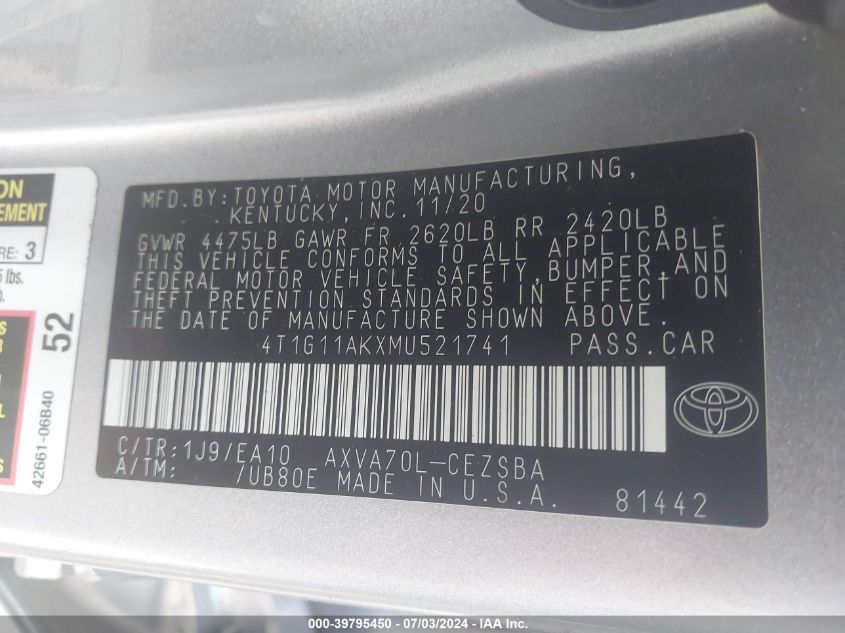 ON
EMENT
RE: 3
5 lbs.
52
42661-06B40
MFD. BY: TOYOTA MOTOR MANUFACTURING,
KENTUCKY, INC. 11/20
GVWR 4475LB GAWR FR 2620LB RR 2420LB
THIS VEHICLE CONFORMS TO ALL APPLICABLE
FEDERAL MOTOR VEHICLE SAFETY, BUMPER, AND
THEFT PREVENTION STANDARDS IN EFFECT ON
THE DATE OF MANUFACTURE SHOWN ABOVE.
4T1G11AKXMU521741 PASS.CAR
C/TR: 1J9/EA10 AXVA70L-CEZSBA
A/TM: /UB80E MADE IN U.S.A. 81442
000-39795450 - 07/03/2024 - IAA Inc.